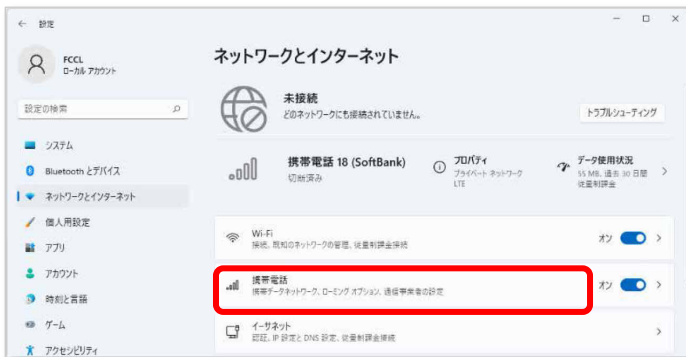 設定
FCCL
ローカル アカウント
設定の検索
システム
Bluetooth とデバイス
ネットワークとインターネット
個人用設定
アプリ
アカウント
時刻と言語
ゲーム
アクセシビリティ
ネットワークとインターネット
未接続
どのネットワークにも接続されていません。
トラブルシューティング
携帯電話 18 (SoftBank)
切断済み
プロパティ
プライベート ネットワーク
LTE
データ使用状況
55 MB、過去 30 日間
従量制課金
Wi-Fi
接続、既知のネットワークの管理、従量制課金接続
オン
携帯電話
携帯データネットワーク、ローミング オプション、通信事業者の設定
オン
イーサネット
認証、IP 設定と DNS 設定、従量制課金接続